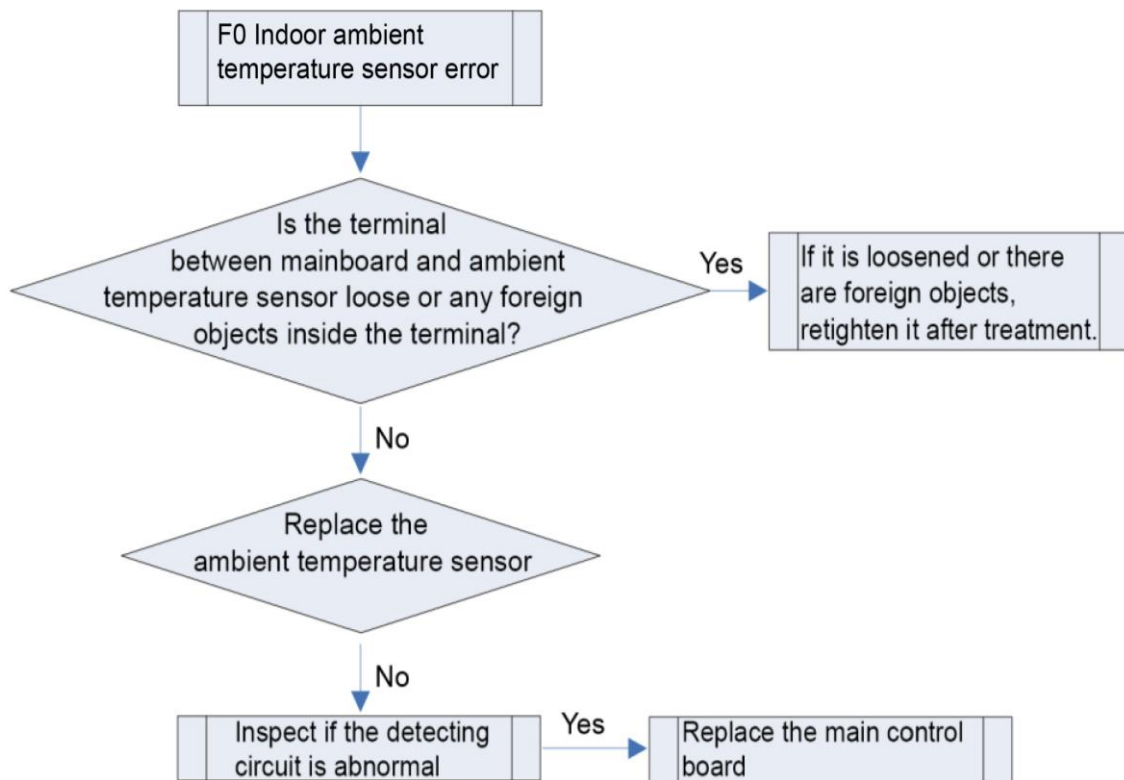 F0 Indoor ambient
temperature sensor error
Is the terminal
between mainboard and ambient
temperature sensor loose or any foreign
objects inside the terminal?
Yes
If it is loosened or there
are foreign objects,
retighten it after treatment.
No
Replace the
ambient temperature sensor
No
Inspect if the detecting
circuit is abnormal
Yes
Replace the main control
board